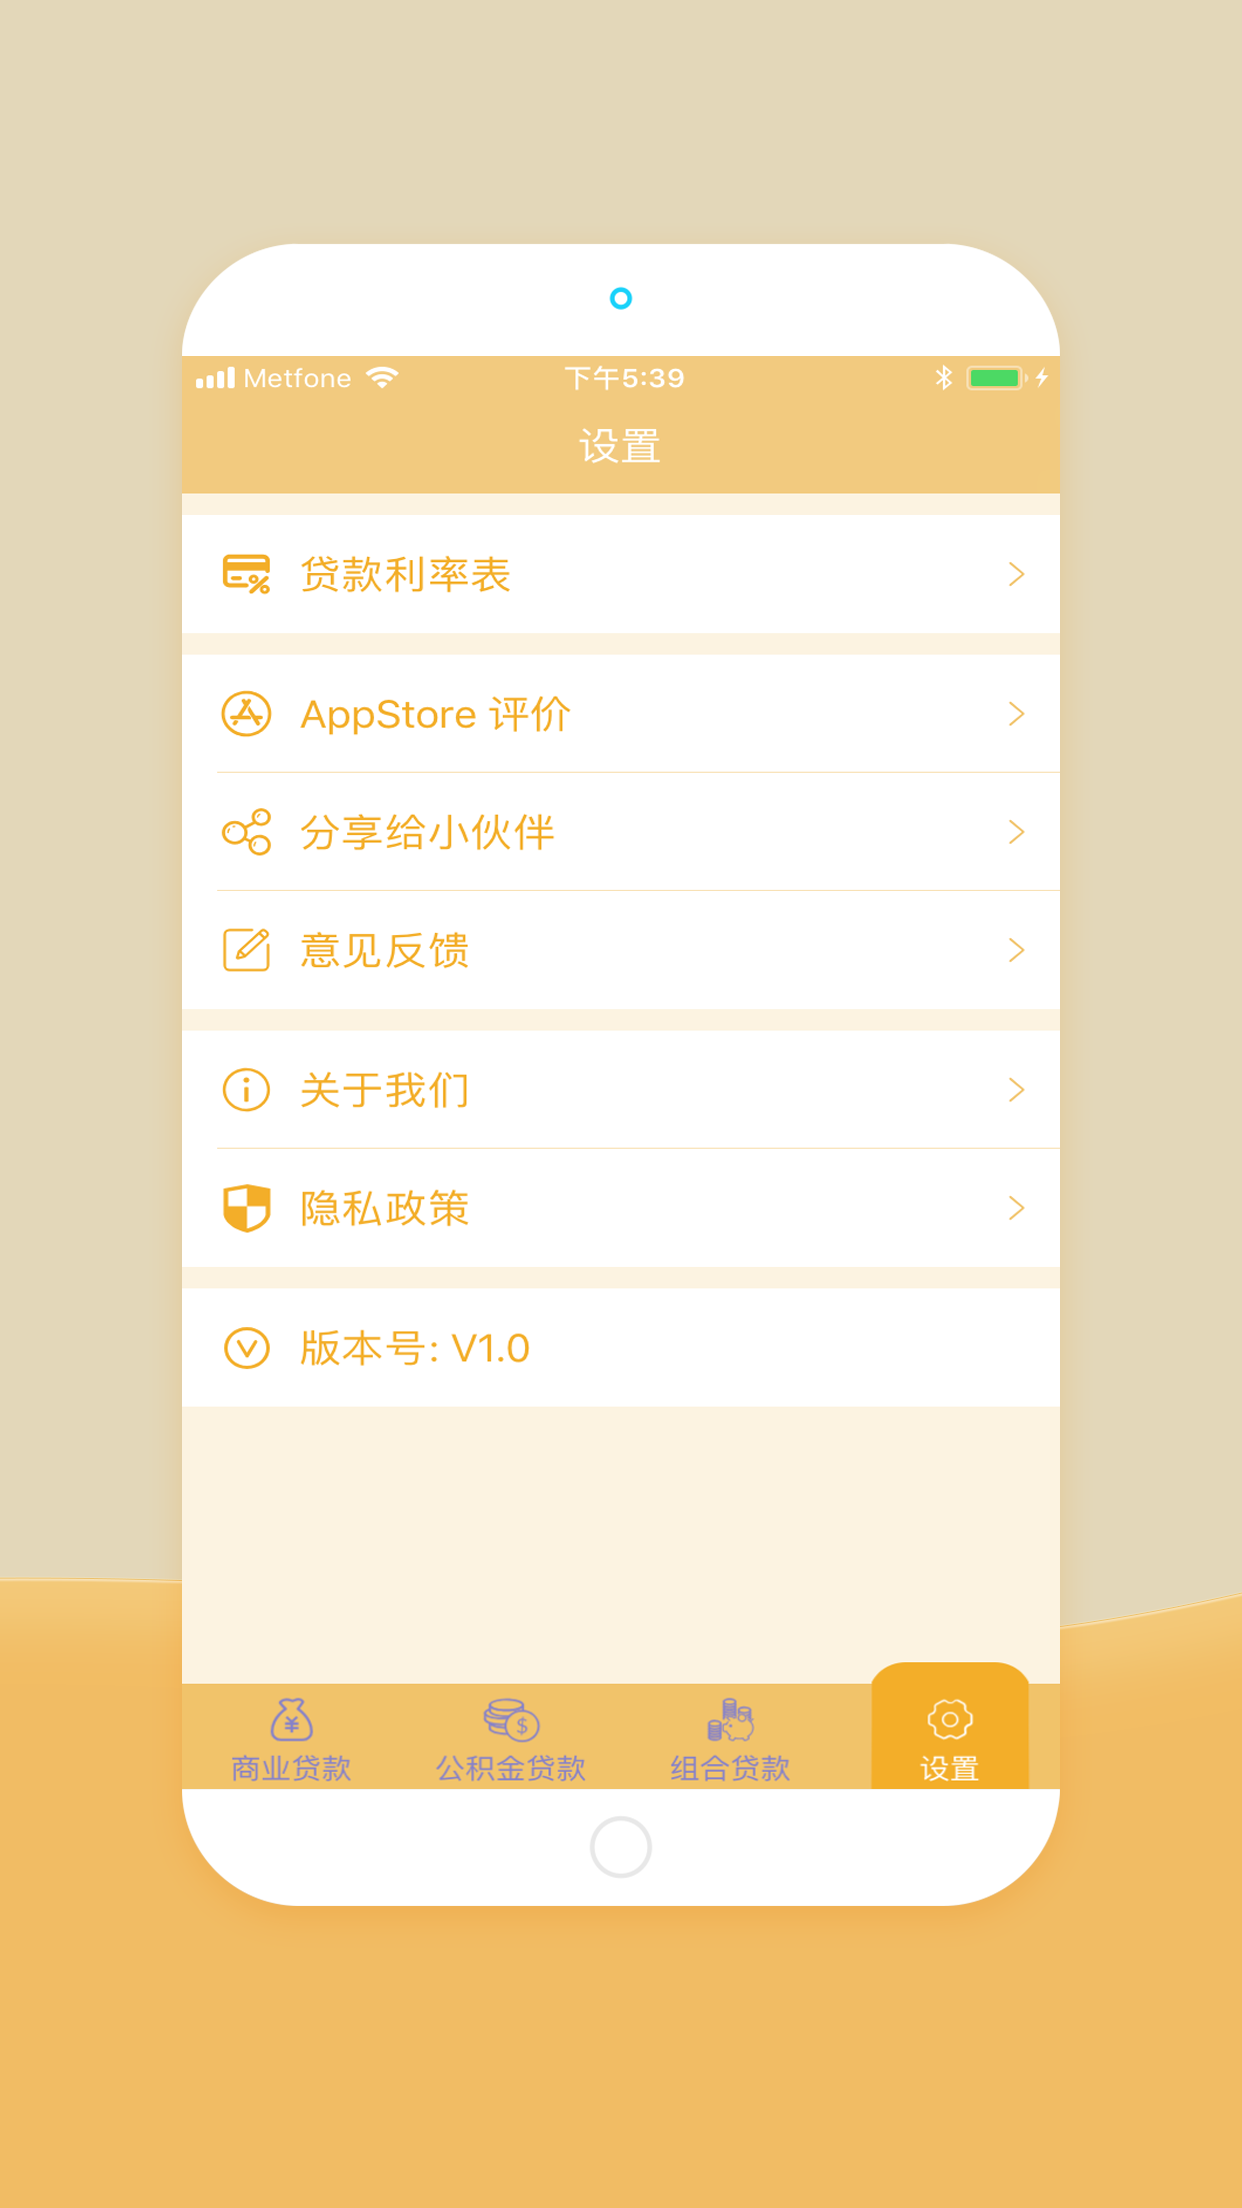 Metfone 下午5:39
设置
贷款利率表
AppStore 评价
分享给小伙伴
意见反馈
关于我们
隐私政策
版本号: V1.0
商业贷款 公积金贷款 组合贷款 设置